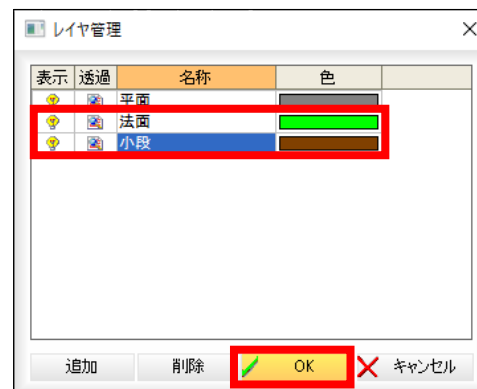 レイヤ管理
表示 透過 名称 色
平面
法面
小段
追加 削除 OK キャンセル